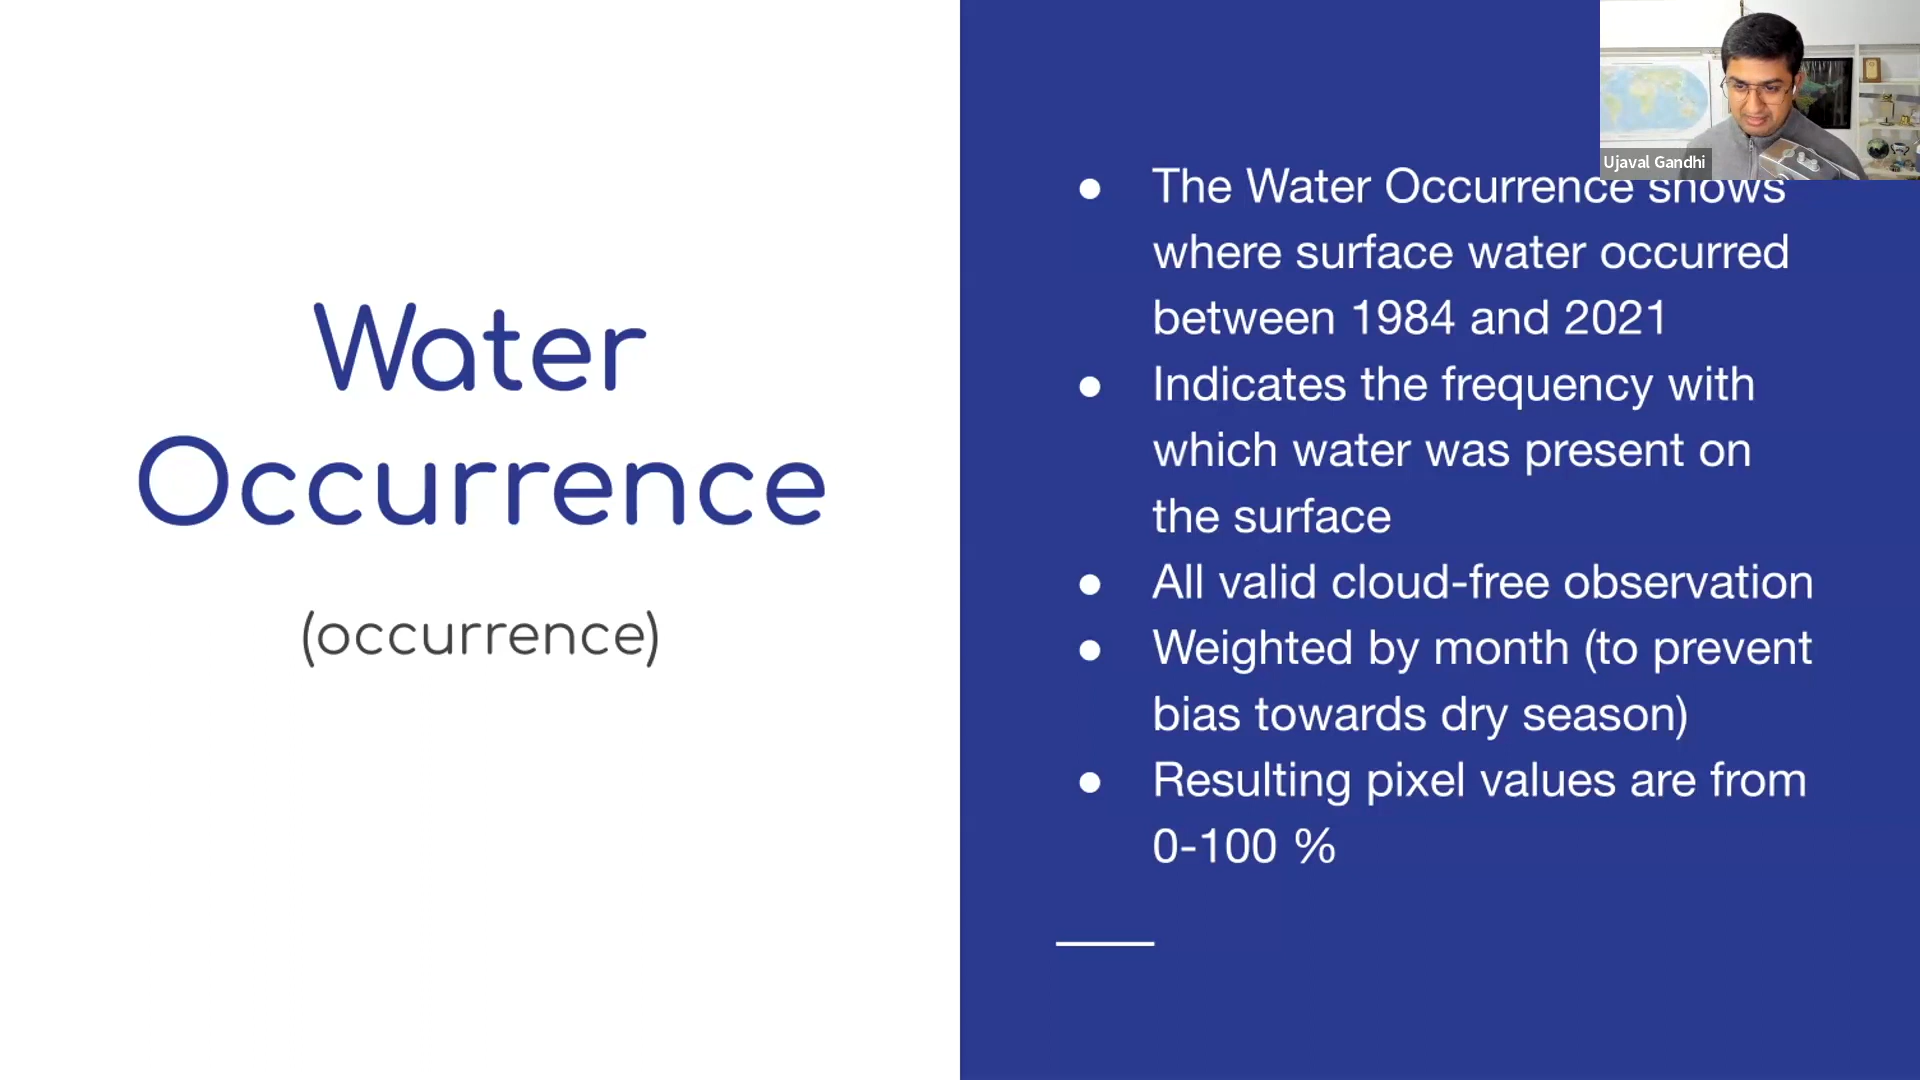 Water
Occurrence
(occurrence)
Ujaval Gandhi
● The Water Occurrence shows
where surface water occurred
between 1984 and 2021
● Indicates the frequency with
which water was present on
the surface
● All valid cloud-free observation
● Weighted by month (to prevent
bias towards dry season)
● Resulting pixel values are from
0-100 %